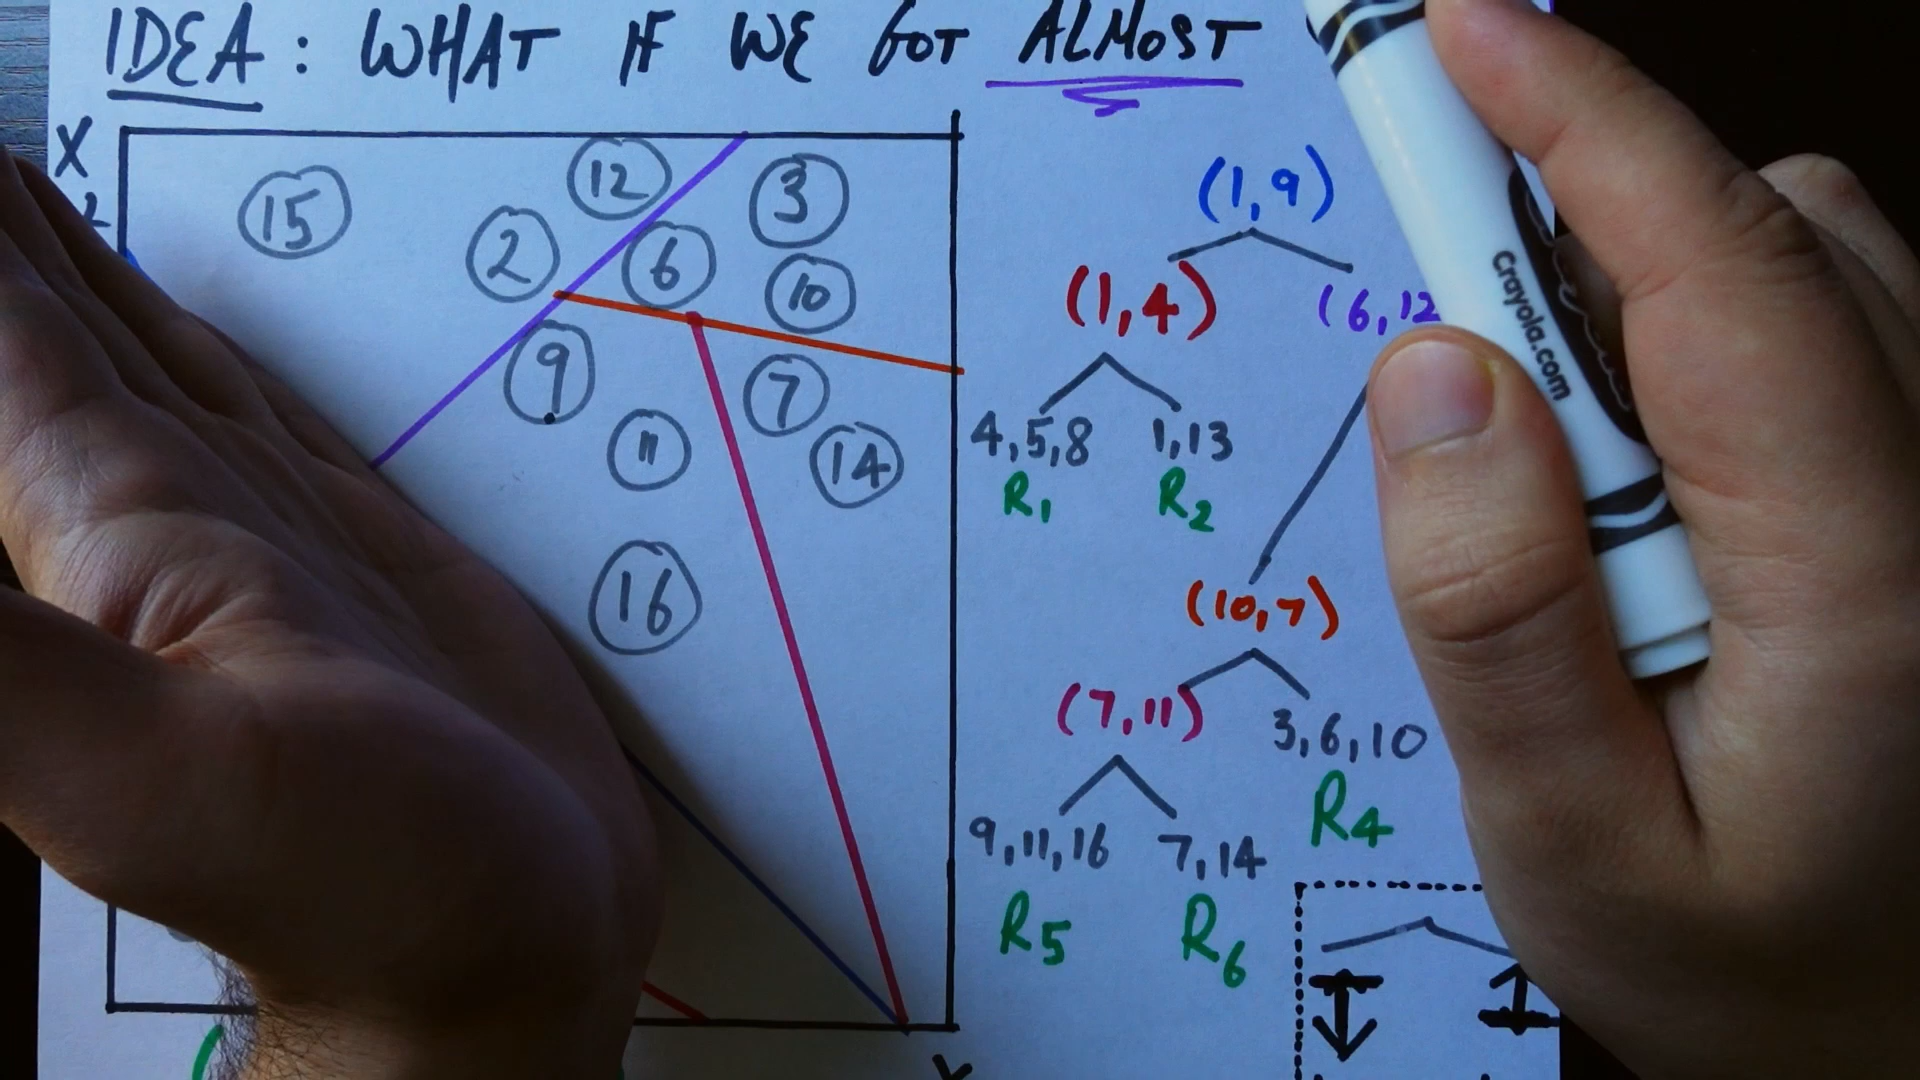 IDEA: WHAT IF WE GOT ALMOST
X
15
12
3
2
6
10
9
7
11
14
16
(1,9)
(1,4)
(6,12
4,5,8
1,13
R1
R2
(10,7)
(7,11)
3,6,10
R4
9,11,16
7,14
R5
R6
Crayola.com